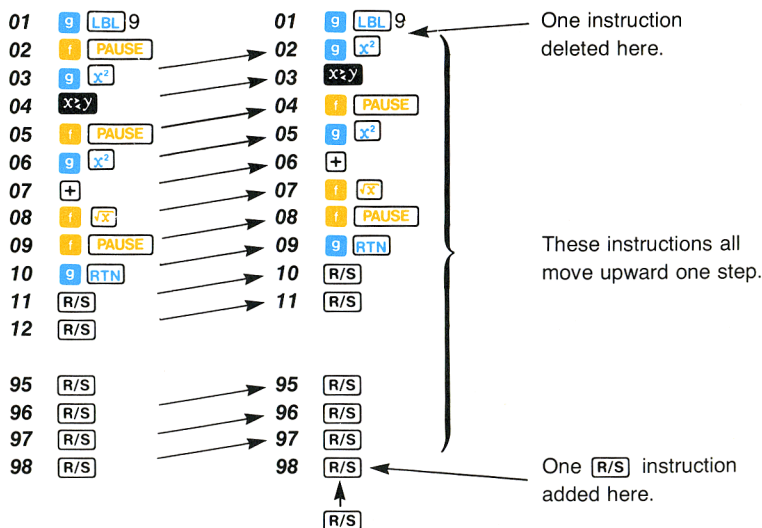 01 g LBL 9 01 g LBL 9 One instruction
02 f PAUSE 02 g x² deleted here.
03 g x² 03 x≷y
04 x≷y 04 f PAUSE
05 f PAUSE 05 g x²
06 g x² 06 +
07 + 07 f √x
08 f √x 08 f PAUSE
09 f PAUSE 09 g RTN These instructions all
10 g RTN 10 R/S move upward one step.
11 R/S 11 R/S
12 R/S
95 R/S 95 R/S
96 R/S 96 R/S
97 R/S 97 R/S
98 R/S 98 R/S One R/S instruction
added here.
R/S